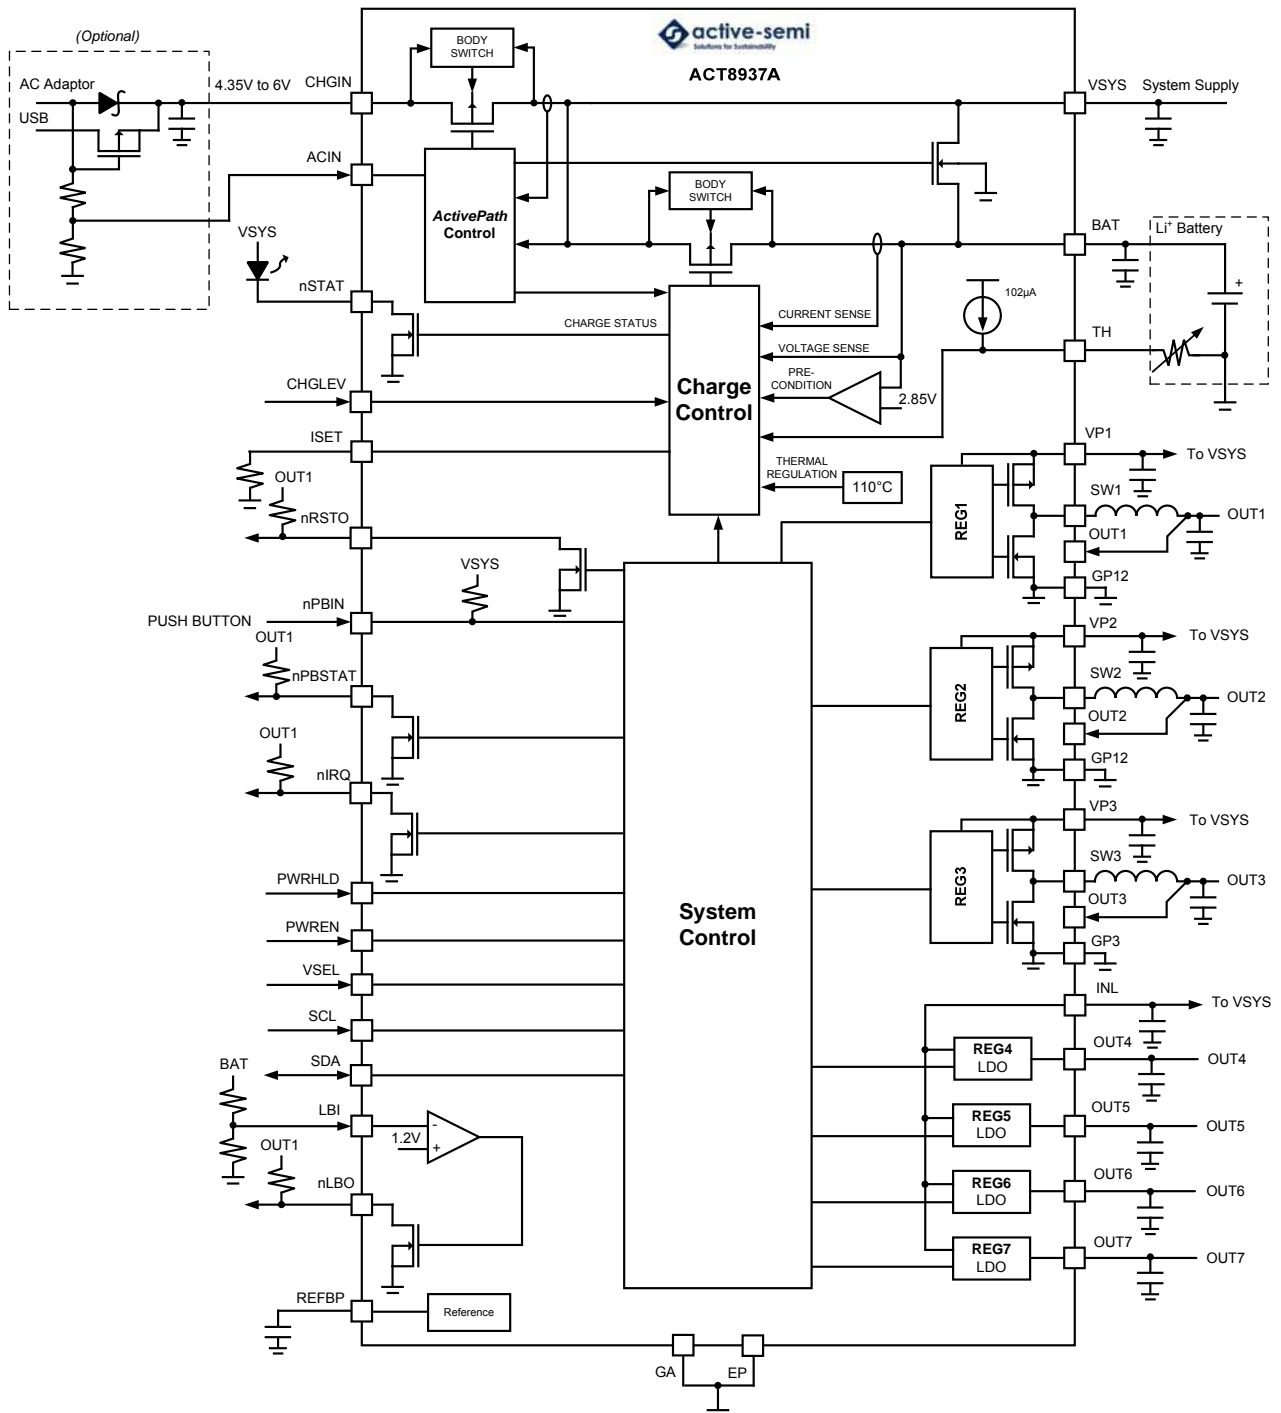 active-semi
Solutions for Sustainability
ACT8937A
(Optional)
AC Adaptor
USB
4.35V to 6V
CHGIN
BODY
SWITCH
VSYS
System Supply
ACIN
ActivePath
Control
BODY
SWITCH
VSYS
nSTAT
BAT
Li+ Battery
+
102µA
TH
CHARGE STATUS
CURRENT SENSE
VOLTAGE SENSE
PRE-
CONDITION
2.85V
Charge
Control
CHGLEV
ISET
THERMAL
REGULATION
110°C
OUT1
nRSTO
VP1
To VSYS
REG1
SW1
OUT1
OUT1
GP12
VSYS
nPBIN
PUSH BUTTON
OUT1
nPBSTAT
VP2
To VSYS
REG2
SW2
OUT2
OUT2
GP12
OUT1
nIRQ
VP3
To VSYS
REG3
SW3
OUT3
OUT3
GP3
PWRHLD
PWREN
VSEL
SCL
SDA
System
Control
INL
To VSYS
REG4
LDO
OUT4
OUT4
BAT
LBI
1.2V
-
+
REG5
LDO
OUT5
OUT5
OUT1
nLBO
REG6
LDO
OUT6
OUT6
REG7
LDO
OUT7
OUT7
REFBP
Reference
GA
EP